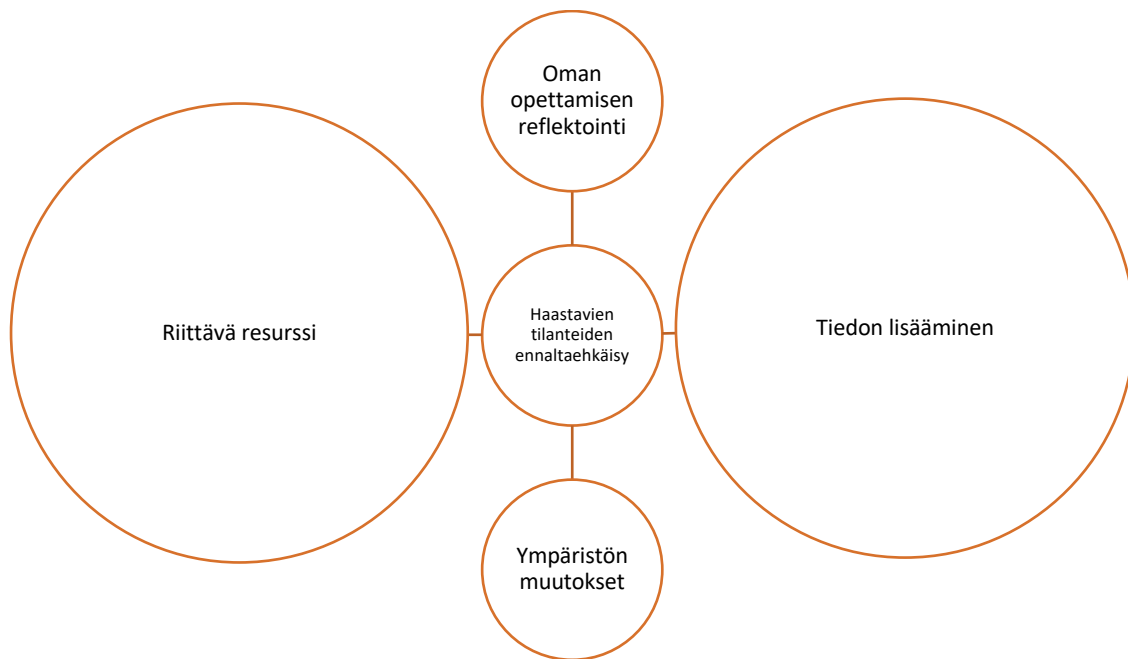 Oman
opettamisen
reflektointi
Riittävä resurssi
Haastavien
tilanteiden
ennaltaehkäisy
Tiedon lisääminen
Ympäristön
muutokset